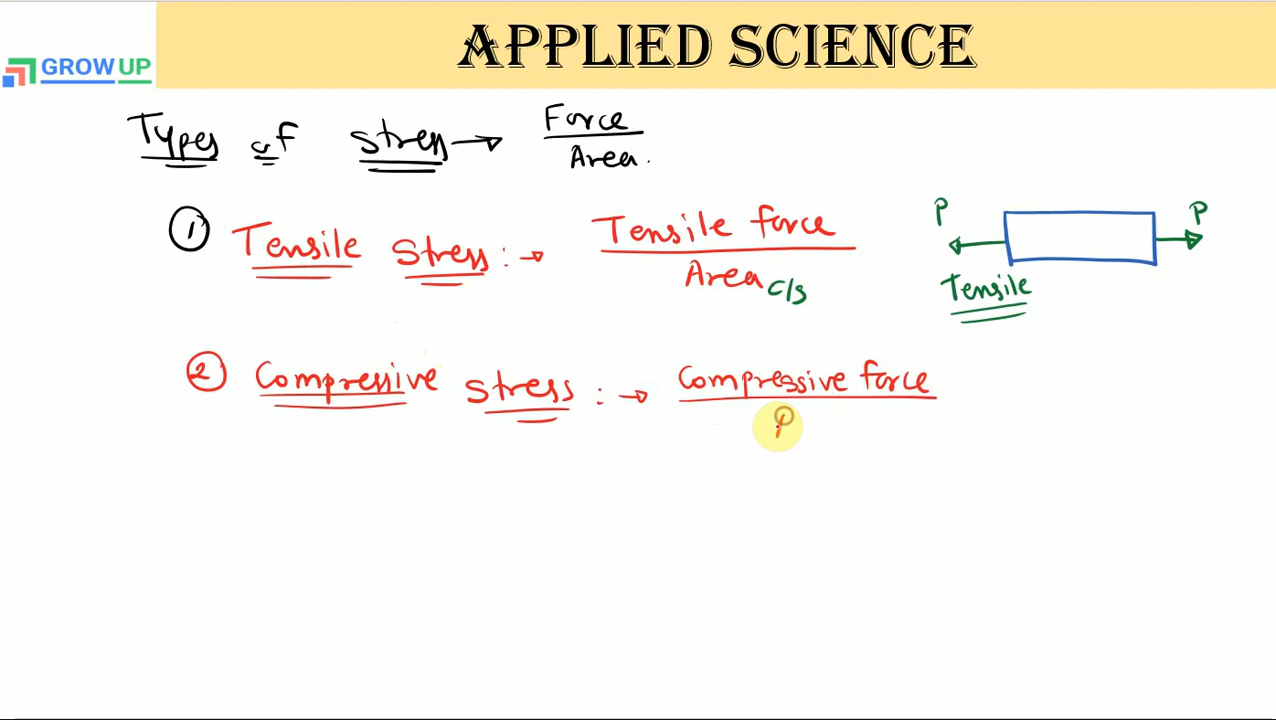 GROW UP
APPLIED SCIENCE
Types of stress → Force
Area.
① Tensile Stress :→ Tensile force
Area c/s
P P
Tensile
② Compressive Stress :→ Compressive force